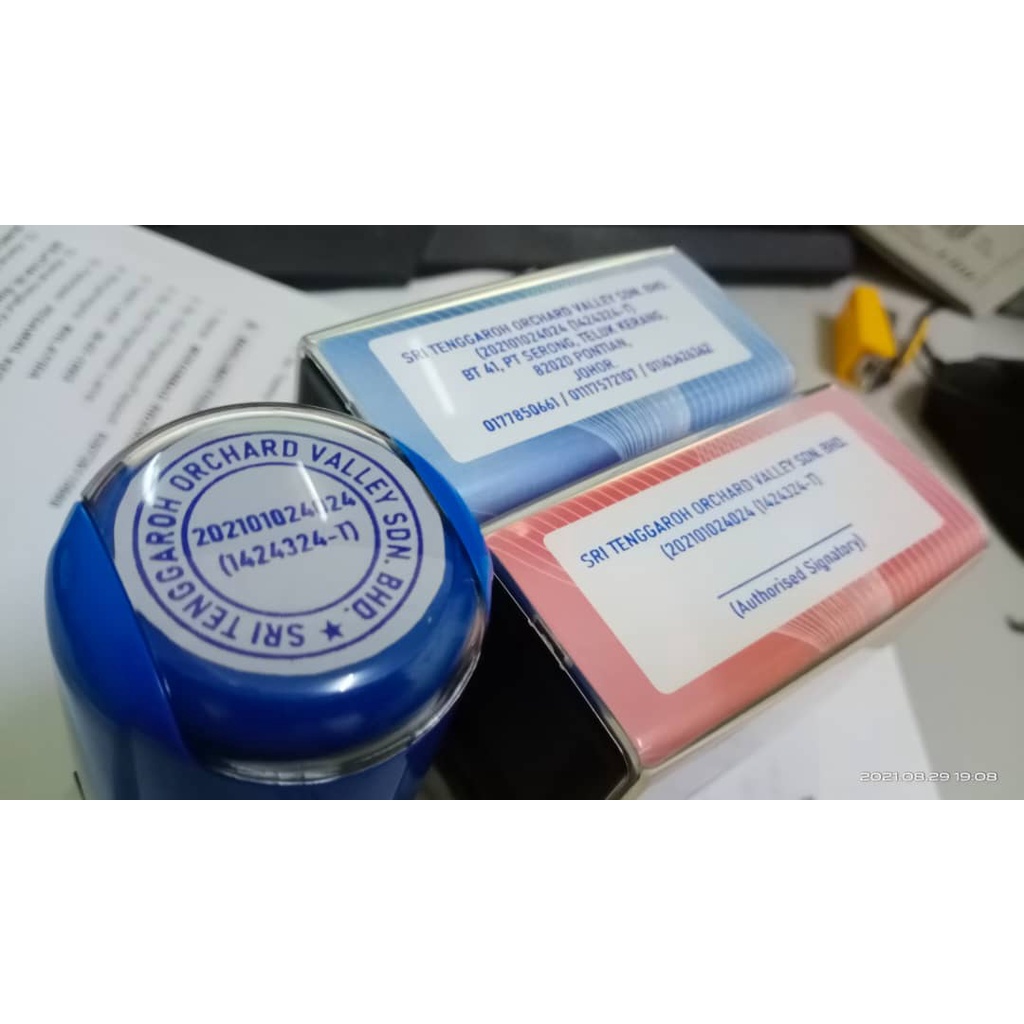 SRI TENGGAROH ORCHARD VALLEY SDN. BHD. ★
202101024024
(1424324-T)
SRI TENGGAROH ORCHARD VALLEY SDN. BHD.
(202101024024 (1424324-T)
BT 41, PT SERONG, TELUK KERANG,
82020 PONTIAN,
JOHOR.
0177850661 / 01117572107 /
SRI TENGGAROH ORCHARD VALLEY SDN. BHD.
(202101024024 (1424324-T)
(Authorised Signatory)
2021.08.29 19:08